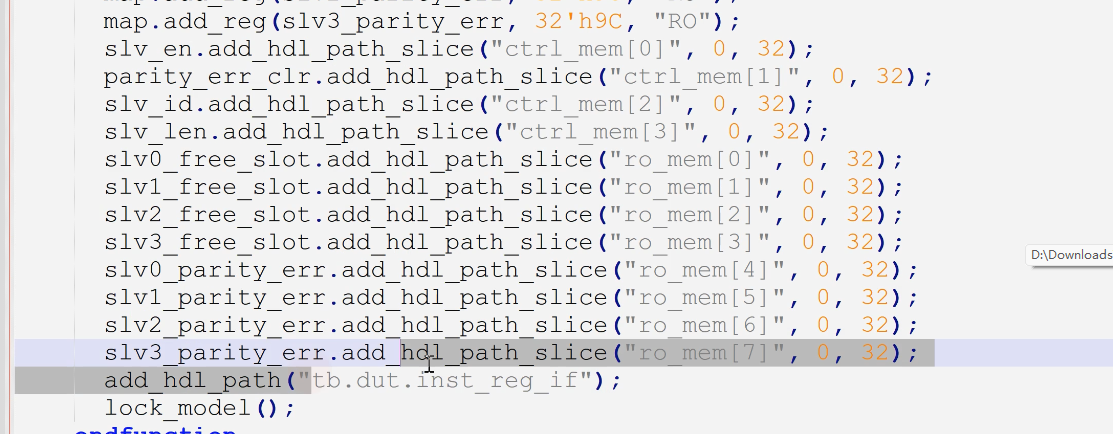 map.add_reg(slv3_parity_err, 32'h9C, "RO");
slv_en.add_hdl_path_slice("ctrl_mem[0]", 0, 32);
parity_err_clr.add_hdl_path_slice("ctrl_mem[1]", 0, 32);
slv_id.add_hdl_path_slice("ctrl_mem[2]", 0, 32);
slv_len.add_hdl_path_slice("ctrl_mem[3]", 0, 32);
slv0_free_slot.add_hdl_path_slice("ro_mem[0]", 0, 32);
slv1_free_slot.add_hdl_path_slice("ro_mem[1]", 0, 32);
slv2_free_slot.add_hdl_path_slice("ro_mem[2]", 0, 32);
slv3_free_slot.add_hdl_path_slice("ro_mem[3]", 0, 32);
D:\Downloads
slv0_parity_err.add_hdl_path_slice("ro_mem[4]", 0, 32);
slv1_parity_err.add_hdl_path_slice("ro_mem[5]", 0, 32);
slv2_parity_err.add_hdl_path_slice("ro_mem[6]", 0, 32);
slv3_parity_err.add_hdl_path_slice("ro_mem[7]", 0, 32);
add_hdl_path("tb.dut.inst_reg_if");
lock_model();
endfunction